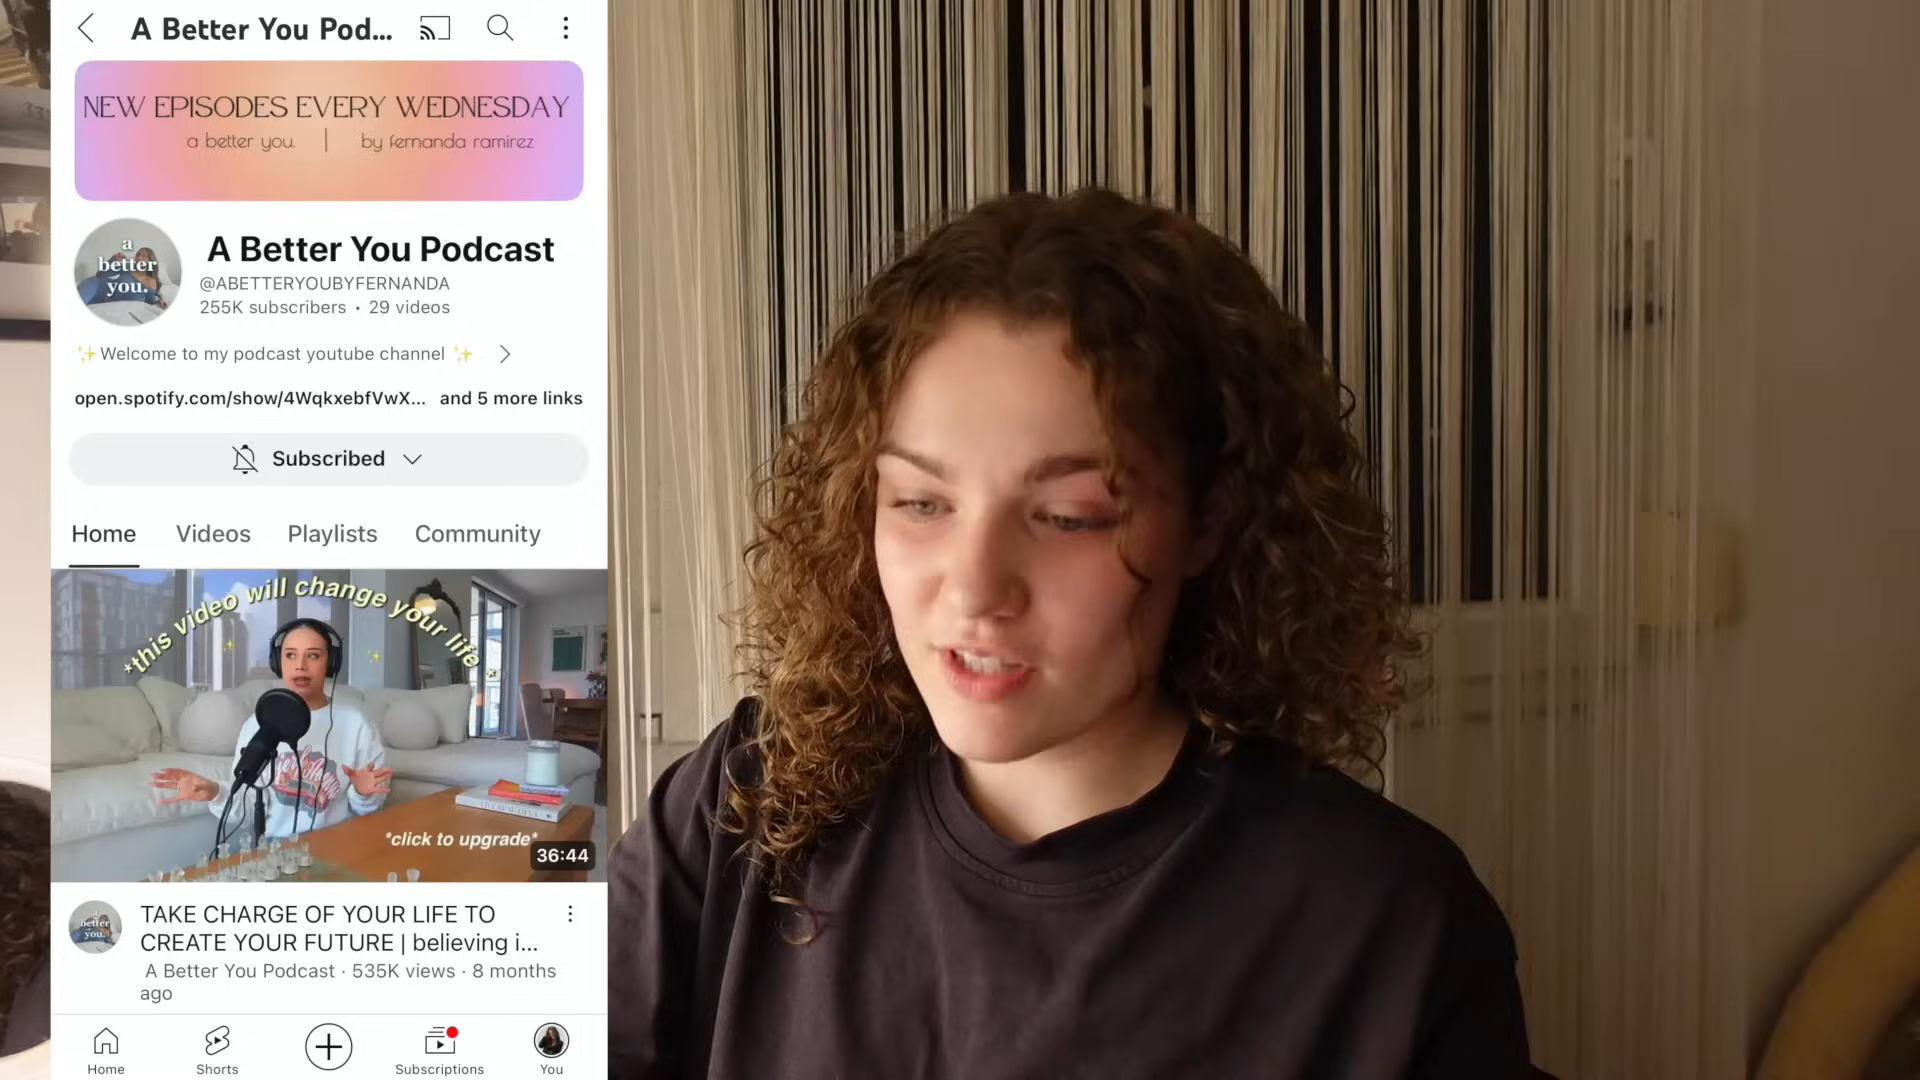 A Better You Pod...
NEW EPISODES EVERY WEDNESDAY
a better you. | by fernanda ramirez
a
better
you.
A Better You Podcast
@ABETTERYOUBYFERNANDA
255K subscribers • 29 videos
✨Welcome to my podcast youtube channel ✨
open.spotify.com/show/4WqkxebfVwX... and 5 more links
Subscribed
Home Videos Playlists Community
*this video will change your life*
*click to upgrade*
36:44
a
better
you.
TAKE CHARGE OF YOUR LIFE TO
CREATE YOUR FUTURE | believing i...
A Better You Podcast · 535K views · 8 months
ago
Home Shorts Subscriptions You